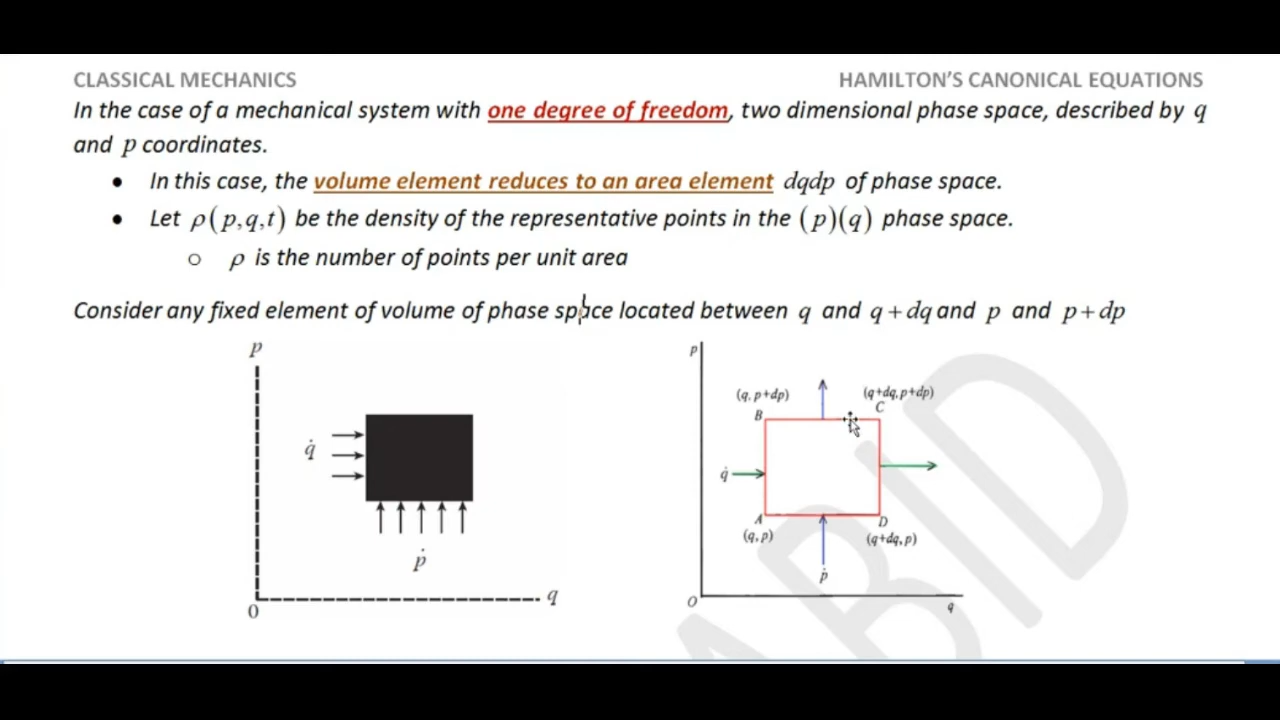 CLASSICAL MECHANICS HAMILTON'S CANONICAL EQUATIONS
In the case of a mechanical system with one degree of freedom, two dimensional phase space, described by q
and p coordinates.
• In this case, the volume element reduces to an area element dqdp of phase space.
• Let ρ(p,q,t) be the density of the representative points in the (p)(q) phase space.
o ρ is the number of points per unit area
Consider any fixed element of volume of phase space located between q and q+dq and p and p+dp
p
q̇
ṗ
0
q
p
(q, p+dp)
(q+dq, p+dp)
B
C
q̇
A
D
(q, p)
(q+dq, p)
ṗ
O
q
ABID